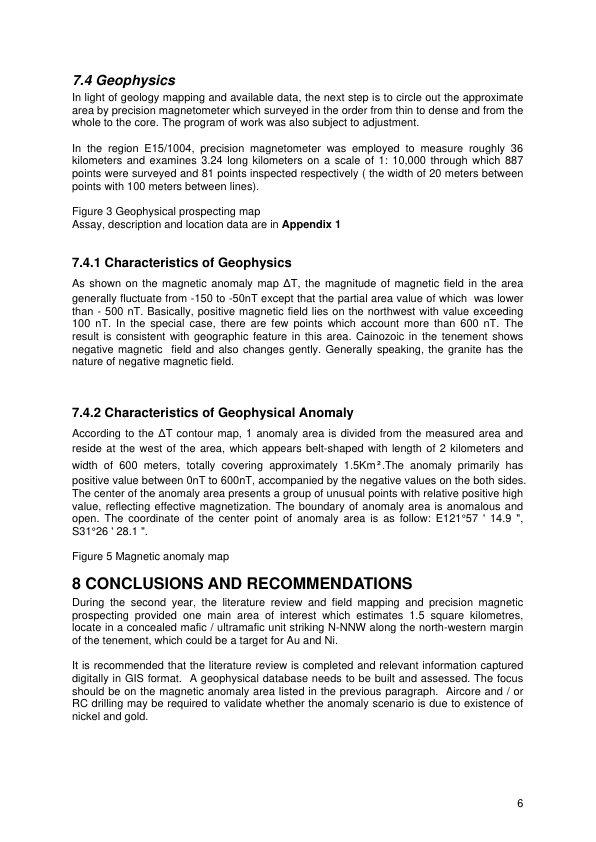 7.4 Geophysics
In light of geology mapping and available data, the next step is to circle out the approximate
area by precision magnetometer which surveyed in the order from thin to dense and from the
whole to the core. The program of work was also subject to adjustment.
In the region E15/1004, precision magnetometer was employed to measure roughly 36
kilometers and examines 3.24 long kilometers on a scale of 1: 10,000 through which 887
points were surveyed and 81 points inspected respectively ( the width of 20 meters between
points with 100 meters between lines).
Figure 3 Geophysical prospecting map
Assay, description and location data are in Appendix 1
7.4.1 Characteristics of Geophysics
As shown on the magnetic anomaly map ΔT, the magnitude of magnetic field in the area
generally fluctuate from -150 to -50nT except that the partial area value of which  was lower
than - 500 nT. Basically, positive magnetic field lies on the northwest with value exceeding
100 nT. In the special case, there are few points which account more than 600 nT. The
result is consistent with geographic feature in this area. Cainozoic in the tenement shows
negative magnetic  field and also changes gently. Generally speaking, the granite has the
nature of negative magnetic field.
7.4.2 Characteristics of Geophysical Anomaly
According to the ΔT contour map, 1 anomaly area is divided from the measured area and
reside at the west of the area, which appears belt-shaped with length of 2 kilometers and
width of 600 meters, totally covering approximately 1.5Km².The anomaly primarily has
positive value between 0nT to 600nT, accompanied by the negative values on the both sides.
The center of the anomaly area presents a group of unusual points with relative positive high
value, reflecting effective magnetization. The boundary of anomaly area is anomalous and
open. The coordinate of the center point of anomaly area is as follow: E121°57 ' 14.9 ",
S31°26 ' 28.1 ".
Figure 5 Magnetic anomaly map
8 CONCLUSIONS AND RECOMMENDATIONS
During the second year, the literature review and field mapping and precision magnetic
prospecting provided one main area of interest which estimates 1.5 square kilometres,
locate in a concealed mafic / ultramafic unit striking N-NNW along the north-western margin
of the tenement, which could be a target for Au and Ni.
It is recommended that the literature review is completed and relevant information captured
digitally in GIS format.  A geophysical database needs to be built and assessed. The focus
should be on the magnetic anomaly area listed in the previous paragraph.  Aircore and / or
RC drilling may be required to validate whether the anomaly scenario is due to existence of
nickel and gold.
6